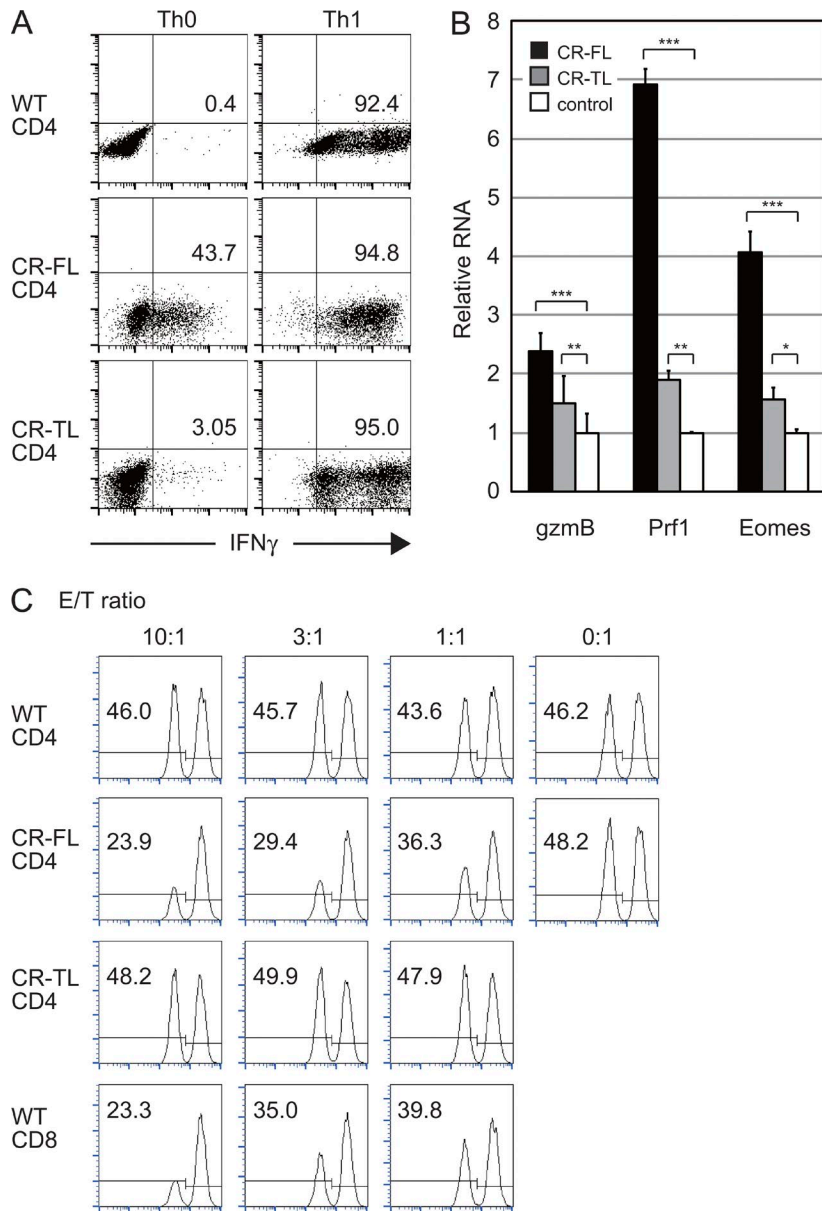 A
Th0 Th1
WT
CD4
0.4 92.4
CR-FL
CD4
43.7 94.8
CR-TL
CD4
3.05 95.0
IFNγ
B
CR-FL
CR-TL
control
Relative RNA
8
7
6
5
4
3
2
1
0
*** ** *** ** *** *
gzmB Prf1 Eomes
C E/T ratio
10:1 3:1 1:1 0:1
WT
CD4
46.0 45.7 43.6 46.2
CR-FL
CD4
23.9 29.4 36.3 48.2
CR-TL
CD4
48.2 49.9 47.9
WT
CD8
23.3 35.0 39.8